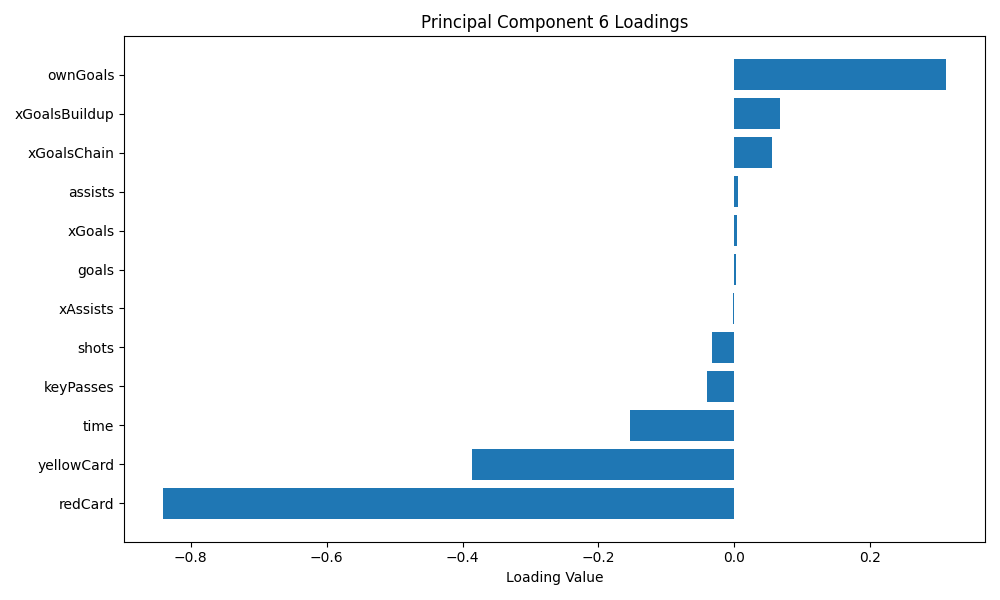 Principal Component 6 Loadings
ownGoals
xGoalsBuildup
xGoalsChain
assists
xGoals
goals
xAssists
shots
keyPasses
time
yellowCard
redCard
−0.8
−0.6
−0.4
−0.2
0.0
0.2
Loading Value